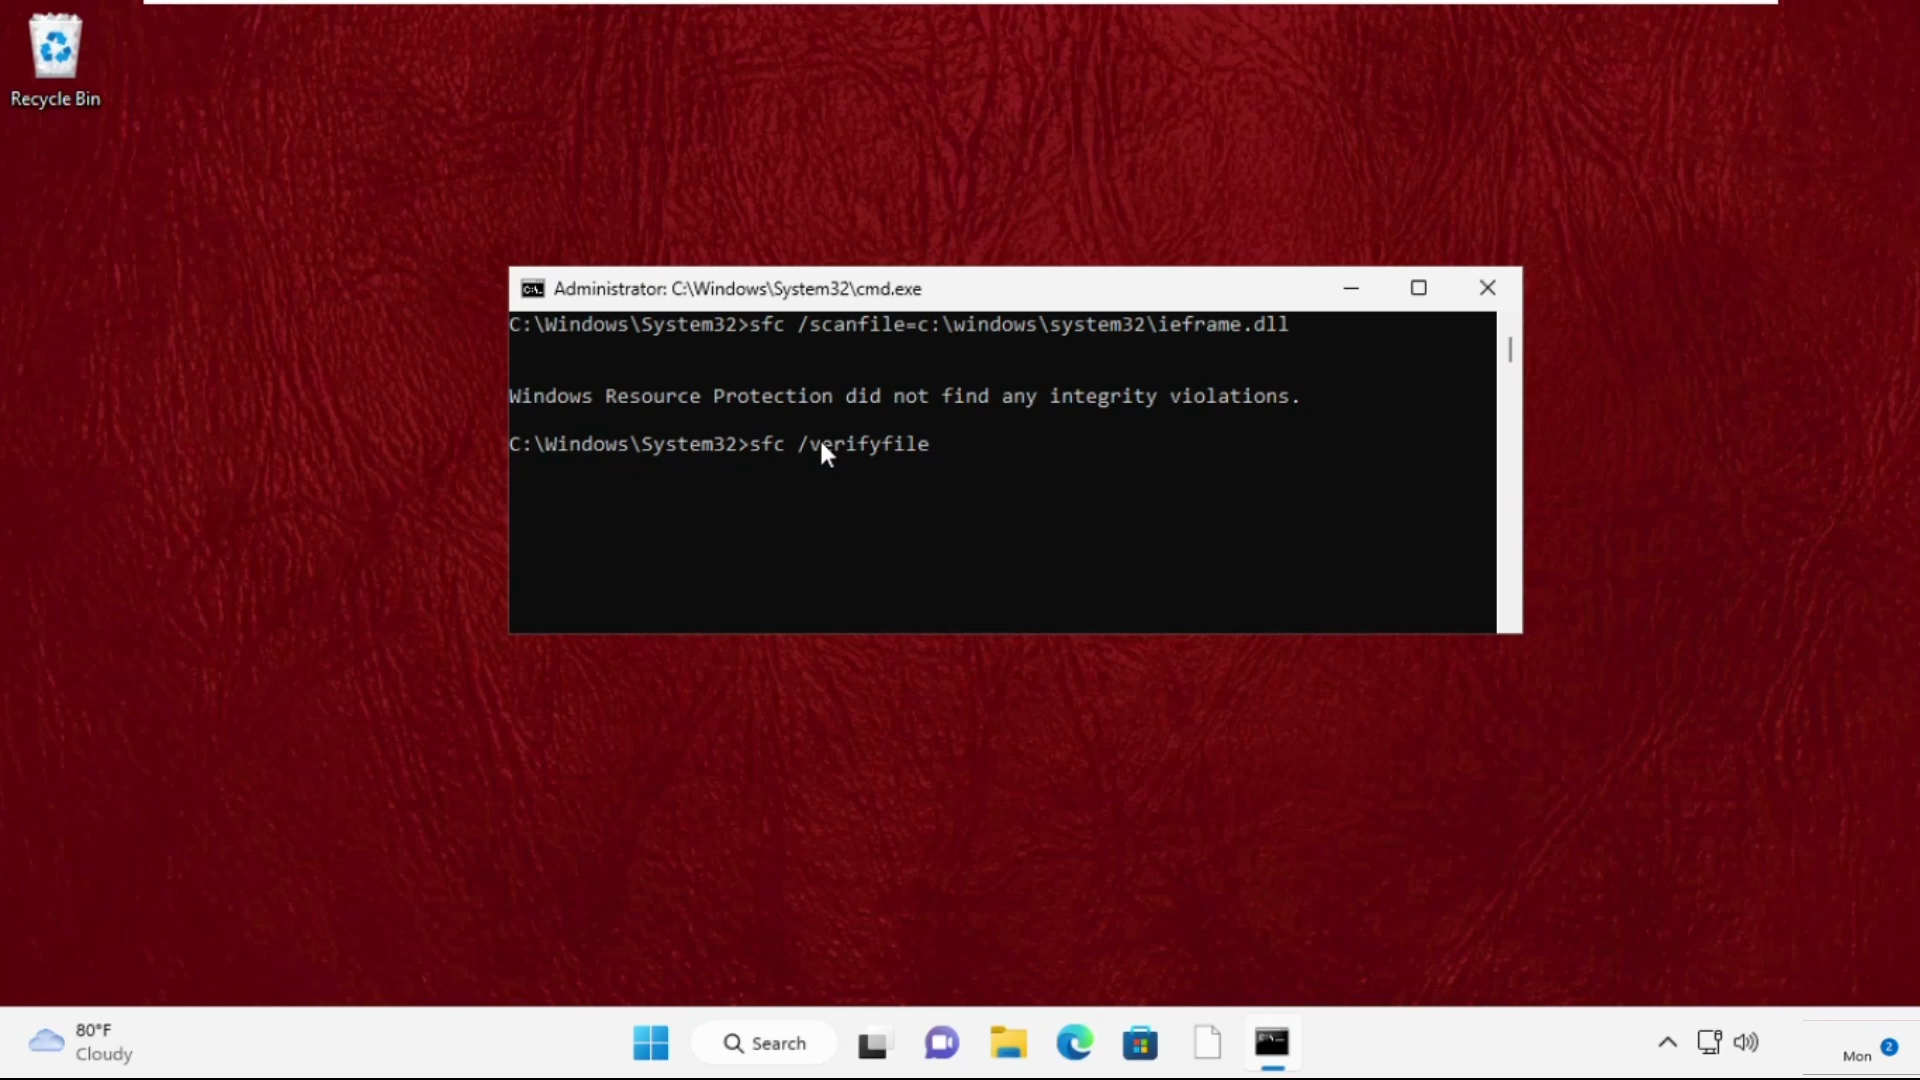 Recycle Bin
Administrator: C:\Windows\System32\cmd.exe
C:\Windows\System32>sfc /scanfile=c:\windows\system32\ieframe.dll
Windows Resource Protection did not find any integrity violations.
C:\Windows\System32>sfc /verifyfile
80°F
Cloudy
Search
Mon
2